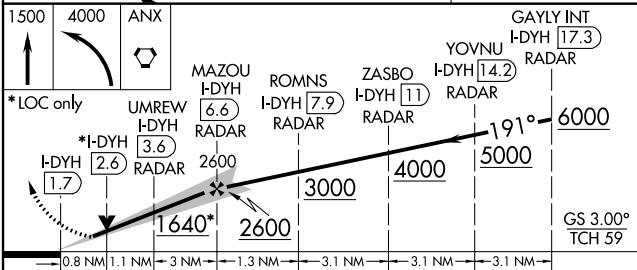 1500 4000 ANX
*LOC only
GAYLY INT
I-DYH 17.3
RADAR
YOVNU
I-DYH 14.2
RADAR
ZASBO
I-DYH 11
RADAR
ROMNS
I-DYH 7.9
RADAR
MAZOU
I-DYH
6.6
RADAR
2600
UMREW
I-DYH
3.6
RADAR
*I-DYH
2.6
I-DYH
1.7
191°
6000
5000
4000
3000
2600
1640*
GS 3.00°
TCH 59
0.8 NM 1.1 NM 3 NM 1.3 NM 3.1 NM 3.1 NM 3.1 NM